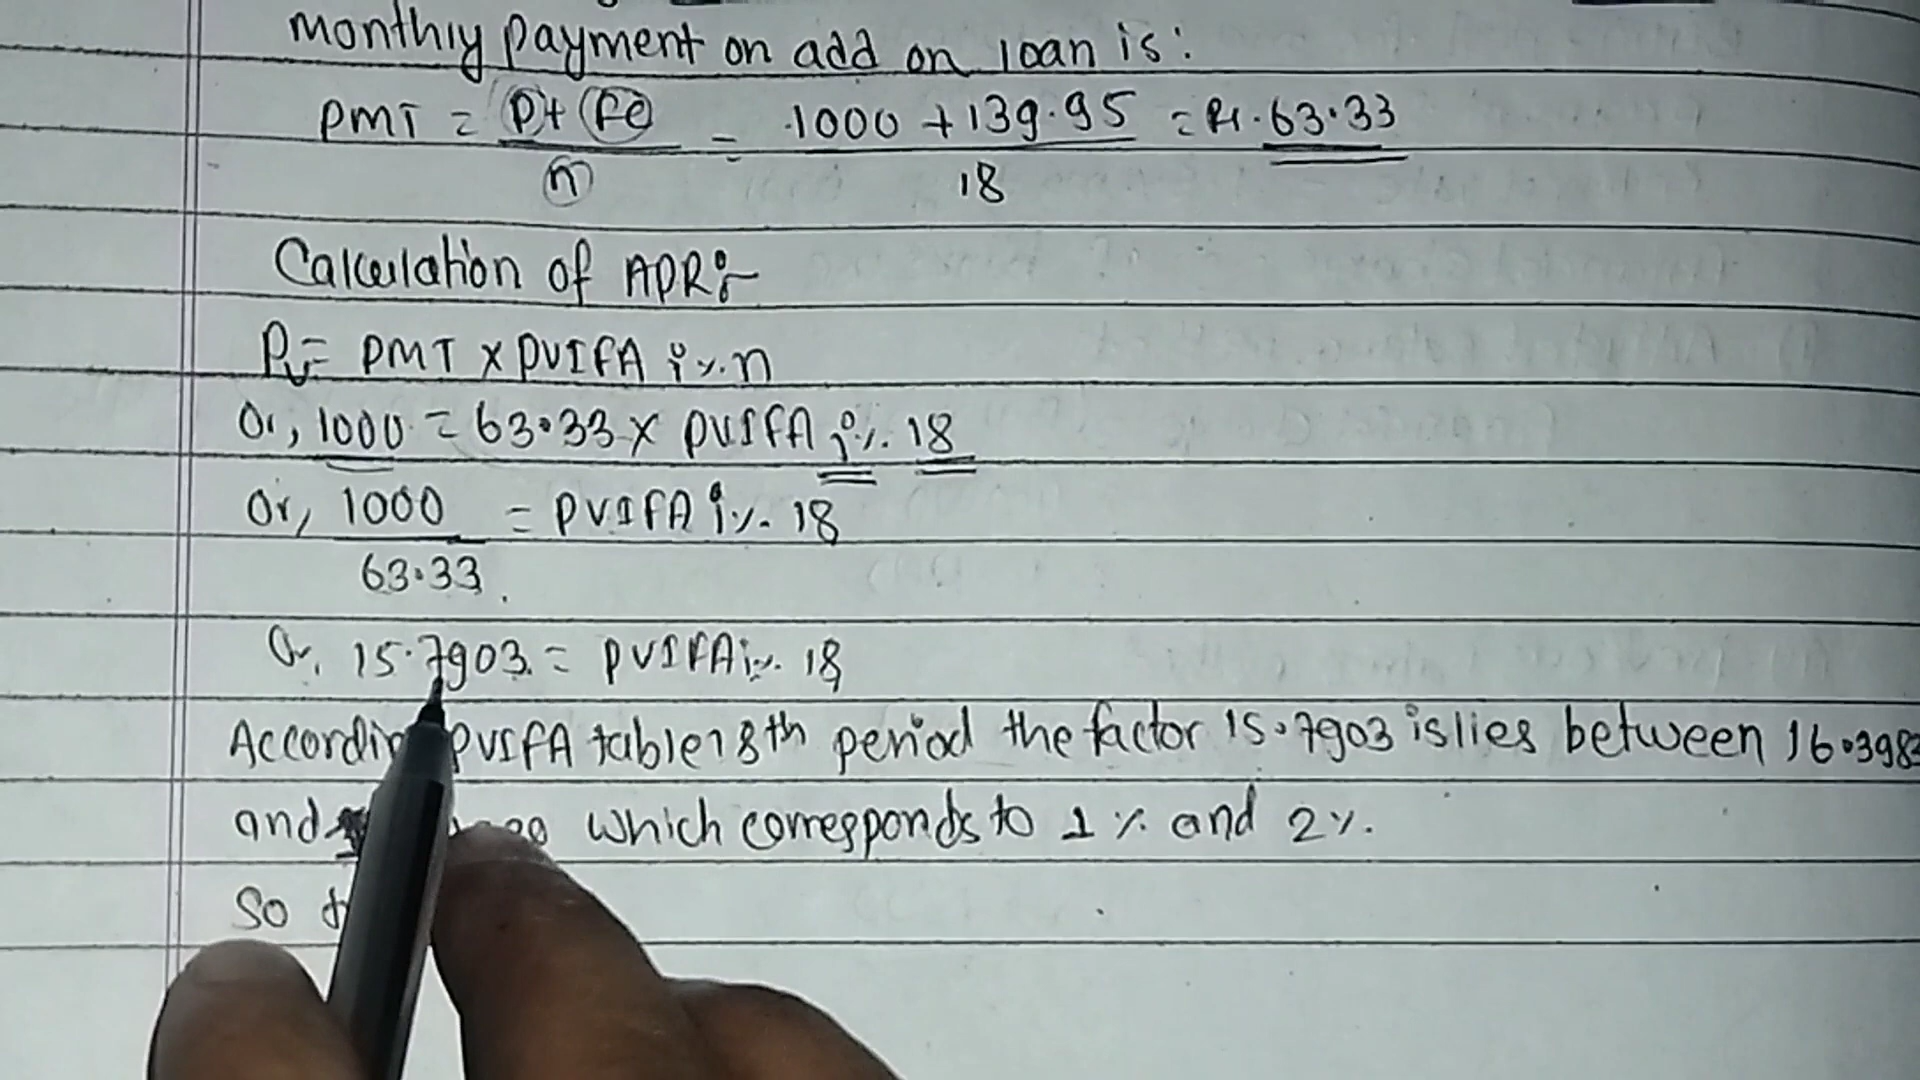 monthly payment on add on loan is:
PMT = P+ Fc / n = 1000 + 139.95 / 18 = Rs. 63.33
Calculation of APR:-
PV = PMT x PVIFA i%. n
Or, 1000 = 63.33 x PVIFA i%. 18
Or, 1000 / 63.33 = PVIFA i%. 18
Or, 15.7903 = PVIFA i%. 18
PVIFA table 18th period the factor 15.7903 is lies between 16.3983
and which corresponds to 1%. and 2%.
So